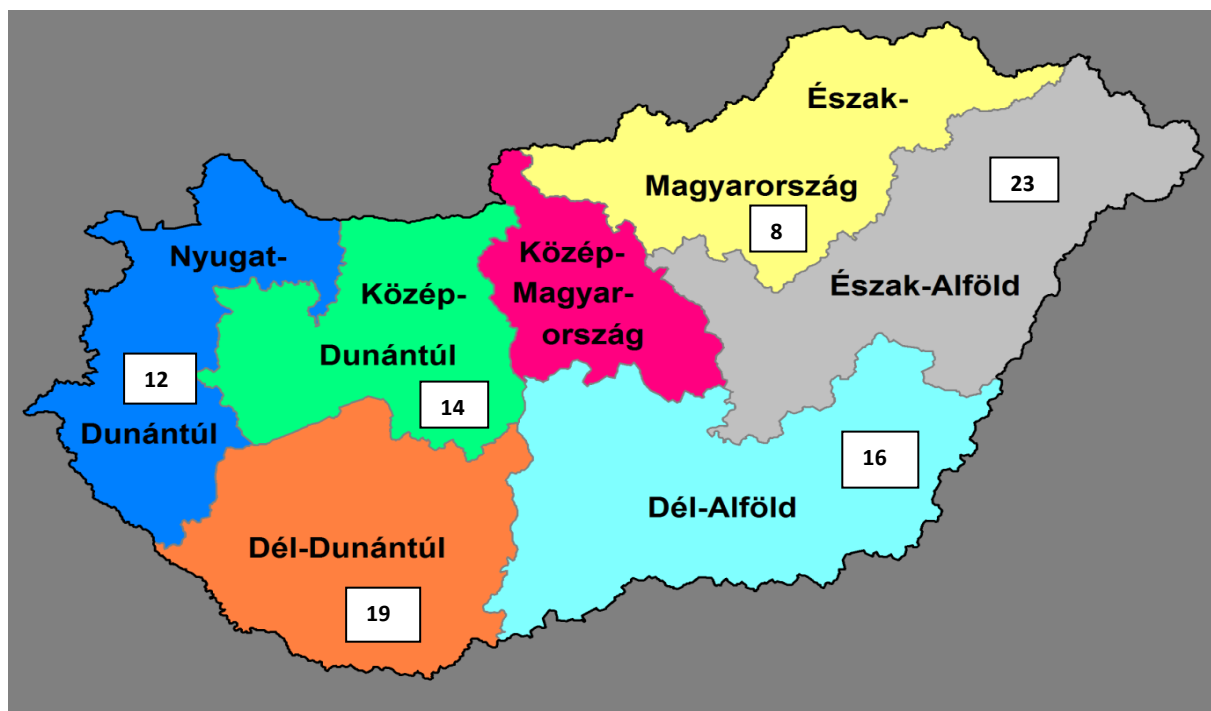 Észak-
Magyarország
8
23
Észak-Alföld
Nyugat-
Dunántúl
12
Közép-
Dunántúl
14
Közép-
Magyar-
ország
Dél-Alföld
16
Dél-Dunántúl
19